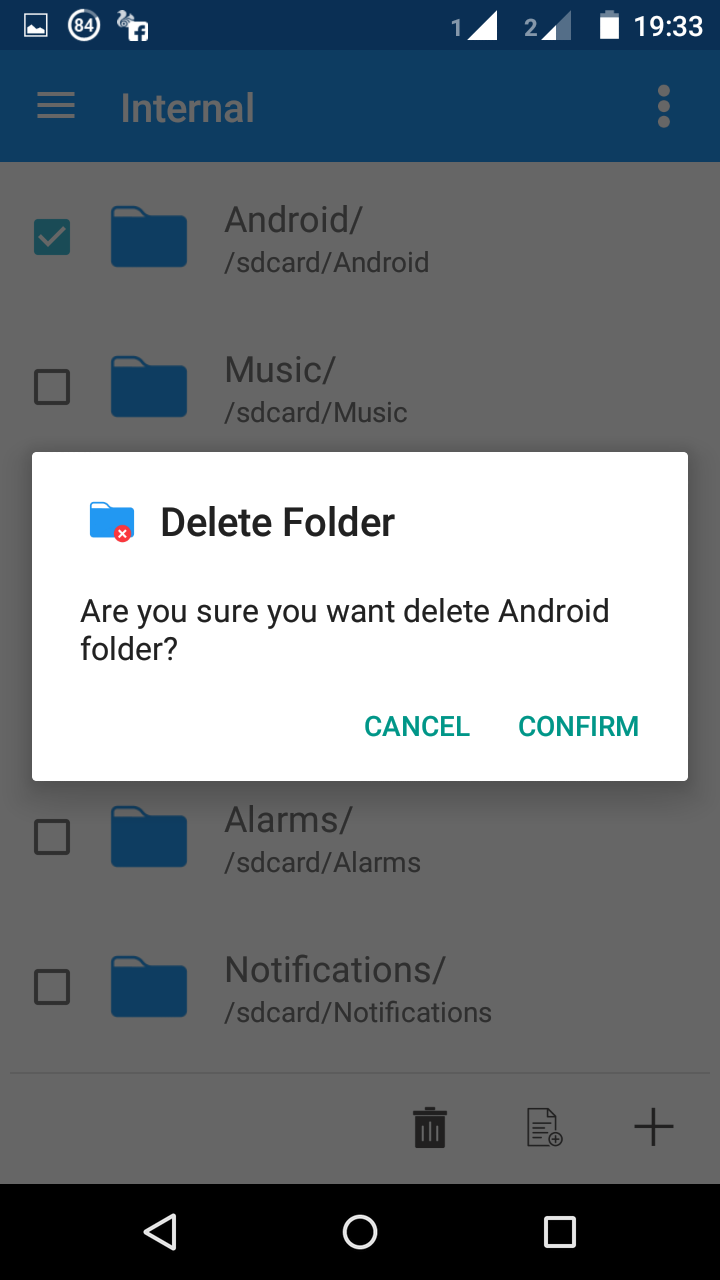 84
1
2
19:33
Internal
Android/
/sdcard/Android
Music/
/sdcard/Music
Delete Folder
Are you sure you want delete Android
folder?
CANCEL
CONFIRM
Alarms/
/sdcard/Alarms
Notifications/
/sdcard/Notifications